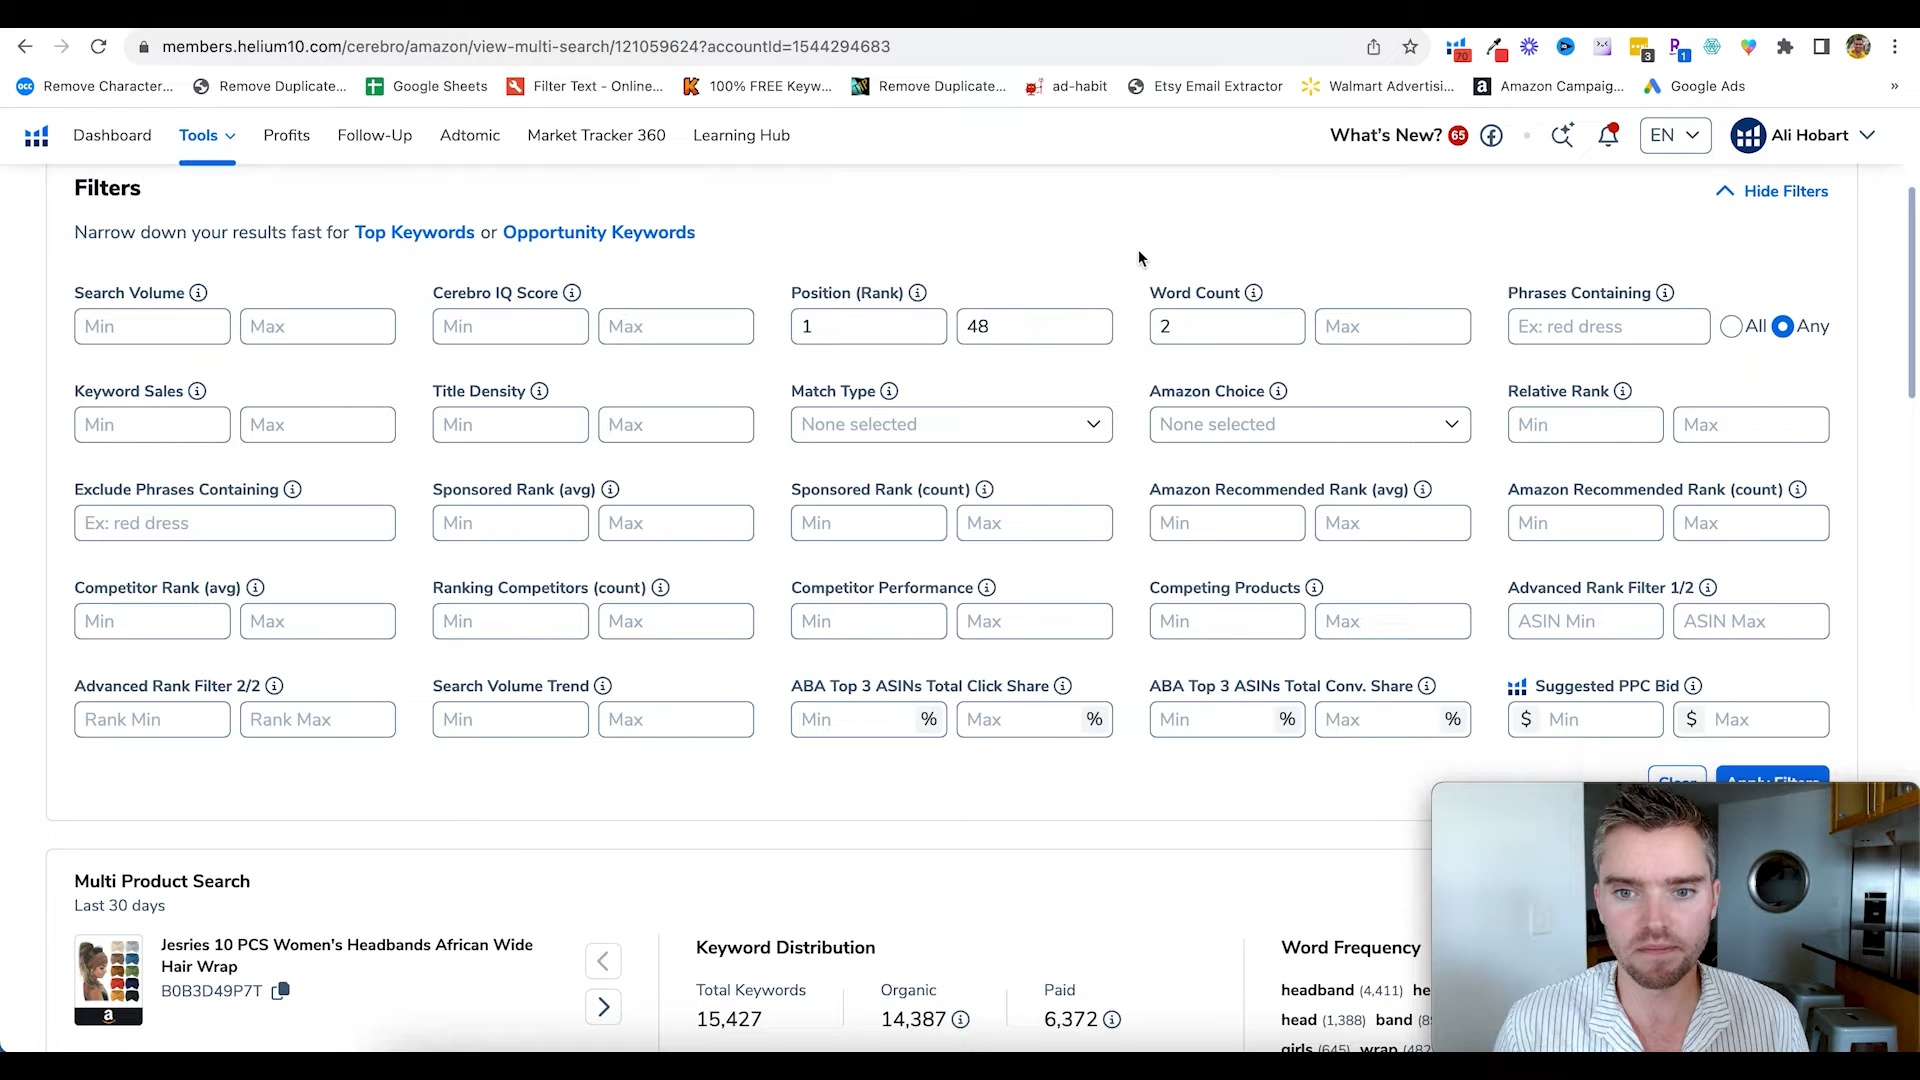 members.helium10.com/cerebro/amazon/view-multi-search/121059624?accountId=1544294683
70
3
1
Remove Character...
Remove Duplicate...
Google Sheets
Filter Text - Online...
100% FREE Keyw...
Remove Duplicate...
ad-habit
Etsy Email Extractor
Walmart Advertisi...
Amazon Campaig...
Google Ads
»
Dashboard
Tools
Profits
Follow-Up
Adtomic
Market Tracker 360
Learning Hub
What's New? 65
EN
Ali Hobart
Filters
Hide Filters
Narrow down your results fast for Top Keywords or Opportunity Keywords
Search Volume
Cerebro IQ Score
Position (Rank)
Word Count
Phrases Containing
Min Max
Min Max
1 48
2 Max
Ex: red dress All Any
Keyword Sales
Title Density
Match Type
Amazon Choice
Relative Rank
Min Max
Min Max
None selected
None selected
Min Max
Exclude Phrases Containing
Sponsored Rank (avg)
Sponsored Rank (count)
Amazon Recommended Rank (avg)
Amazon Recommended Rank (count)
Ex: red dress
Min Max
Min Max
Min Max
Min Max
Competitor Rank (avg)
Ranking Competitors (count)
Competitor Performance
Competing Products
Advanced Rank Filter 1/2
Min Max
Min Max
Min Max
Min Max
ASIN Min ASIN Max
Advanced Rank Filter 2/2
Search Volume Trend
ABA Top 3 ASINs Total Click Share
ABA Top 3 ASINs Total Conv. Share
Suggested PPC Bid
Rank Min Rank Max
Min Max
Min % Max %
Min % Max %
$ Min $ Max
Clear
Apply Filters
Multi Product Search
Last 30 days
Jesries 10 PCS Women's Headbands African Wide
Hair Wrap
B0B3D49P7T
Keyword Distribution
Total Keywords
Organic
Paid
15,427
14,387
6,372
Word Frequency
headband (4,411) he
head (1,388) band
girls (645) wrap (482